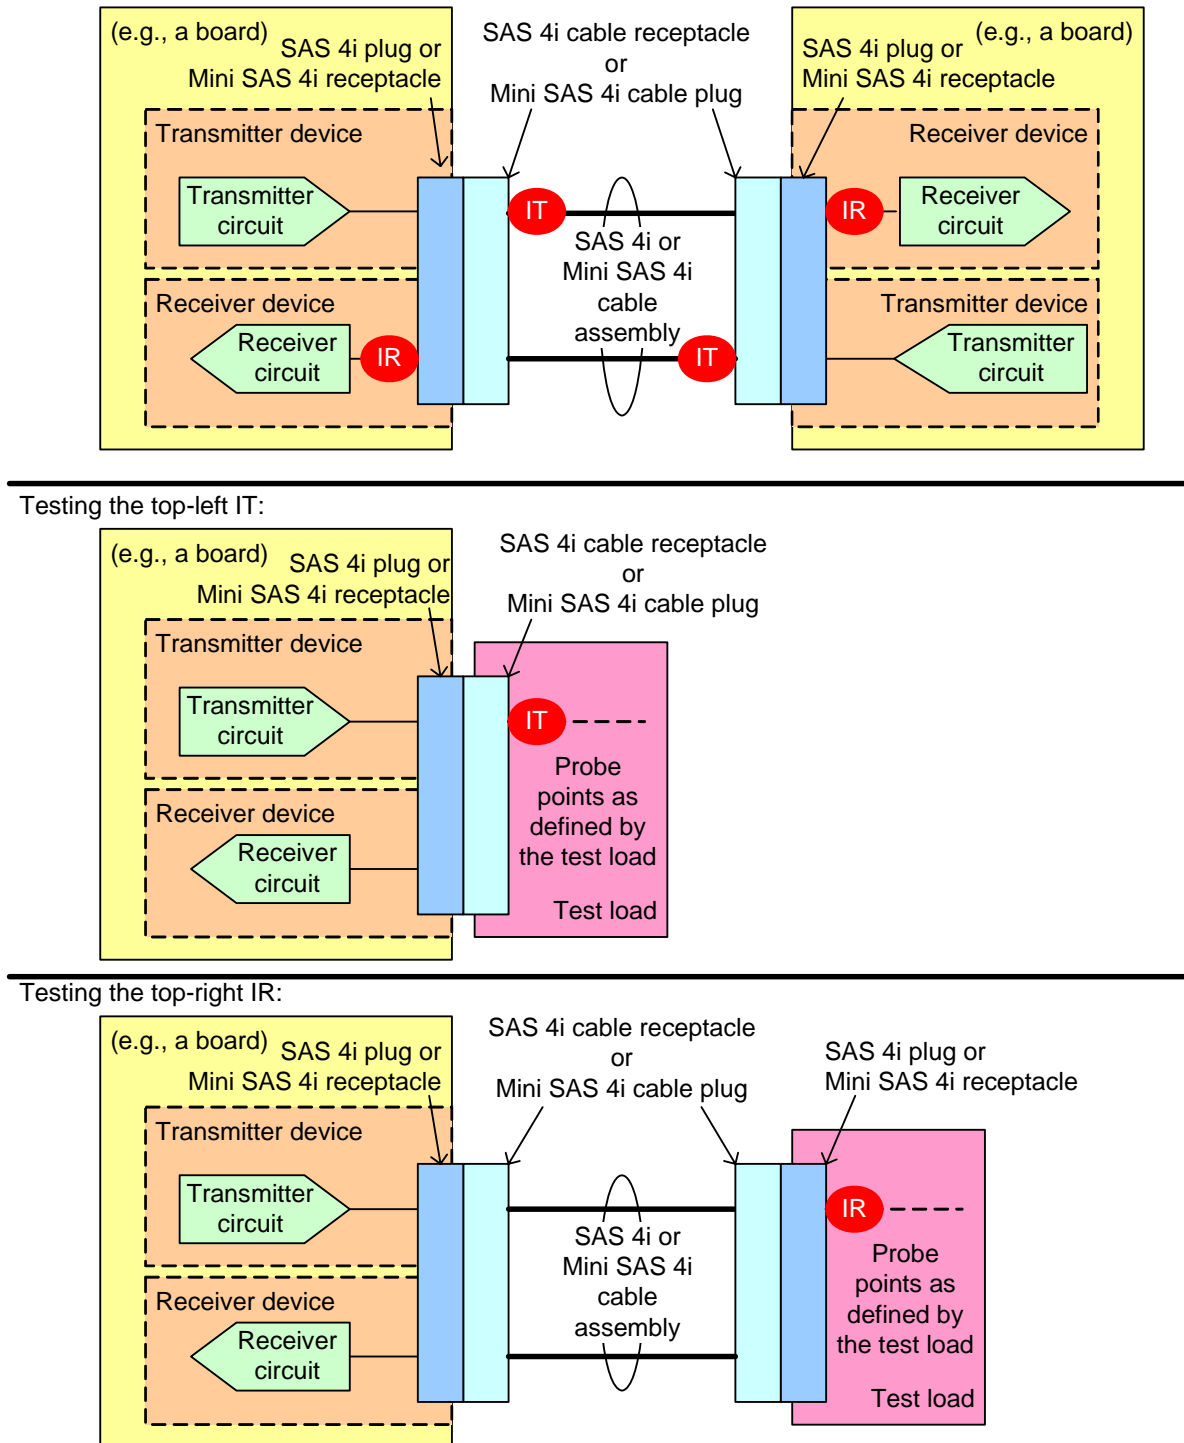 (e.g., a board)
SAS 4i plug or
Mini SAS 4i receptacle
SAS 4i cable receptacle
or
Mini SAS 4i cable plug
(e.g., a board)
SAS 4i plug or
Mini SAS 4i receptacle
Transmitter device
Transmitter
circuit
Receiver device
Receiver
circuit
IR
IT
SAS 4i or
Mini SAS 4i
cable
assembly
IT
Receiver device
IR
Receiver
circuit
Transmitter device
Transmitter
circuit
Testing the top-left IT:
(e.g., a board)
SAS 4i plug or
Mini SAS 4i receptacle
SAS 4i cable receptacle
or
Mini SAS 4i cable plug
Transmitter device
Transmitter
circuit
Receiver device
Receiver
circuit
IT
Probe
points as
defined by
the test load
Test load
Testing the top-right IR:
(e.g., a board)
SAS 4i plug or
Mini SAS 4i receptacle
SAS 4i cable receptacle
or
Mini SAS 4i cable plug
SAS 4i plug or
Mini SAS 4i receptacle
Transmitter device
Transmitter
circuit
Receiver device
Receiver
circuit
SAS 4i or
Mini SAS 4i
cable
assembly
IR
Probe
points as
defined by
the test load
Test load